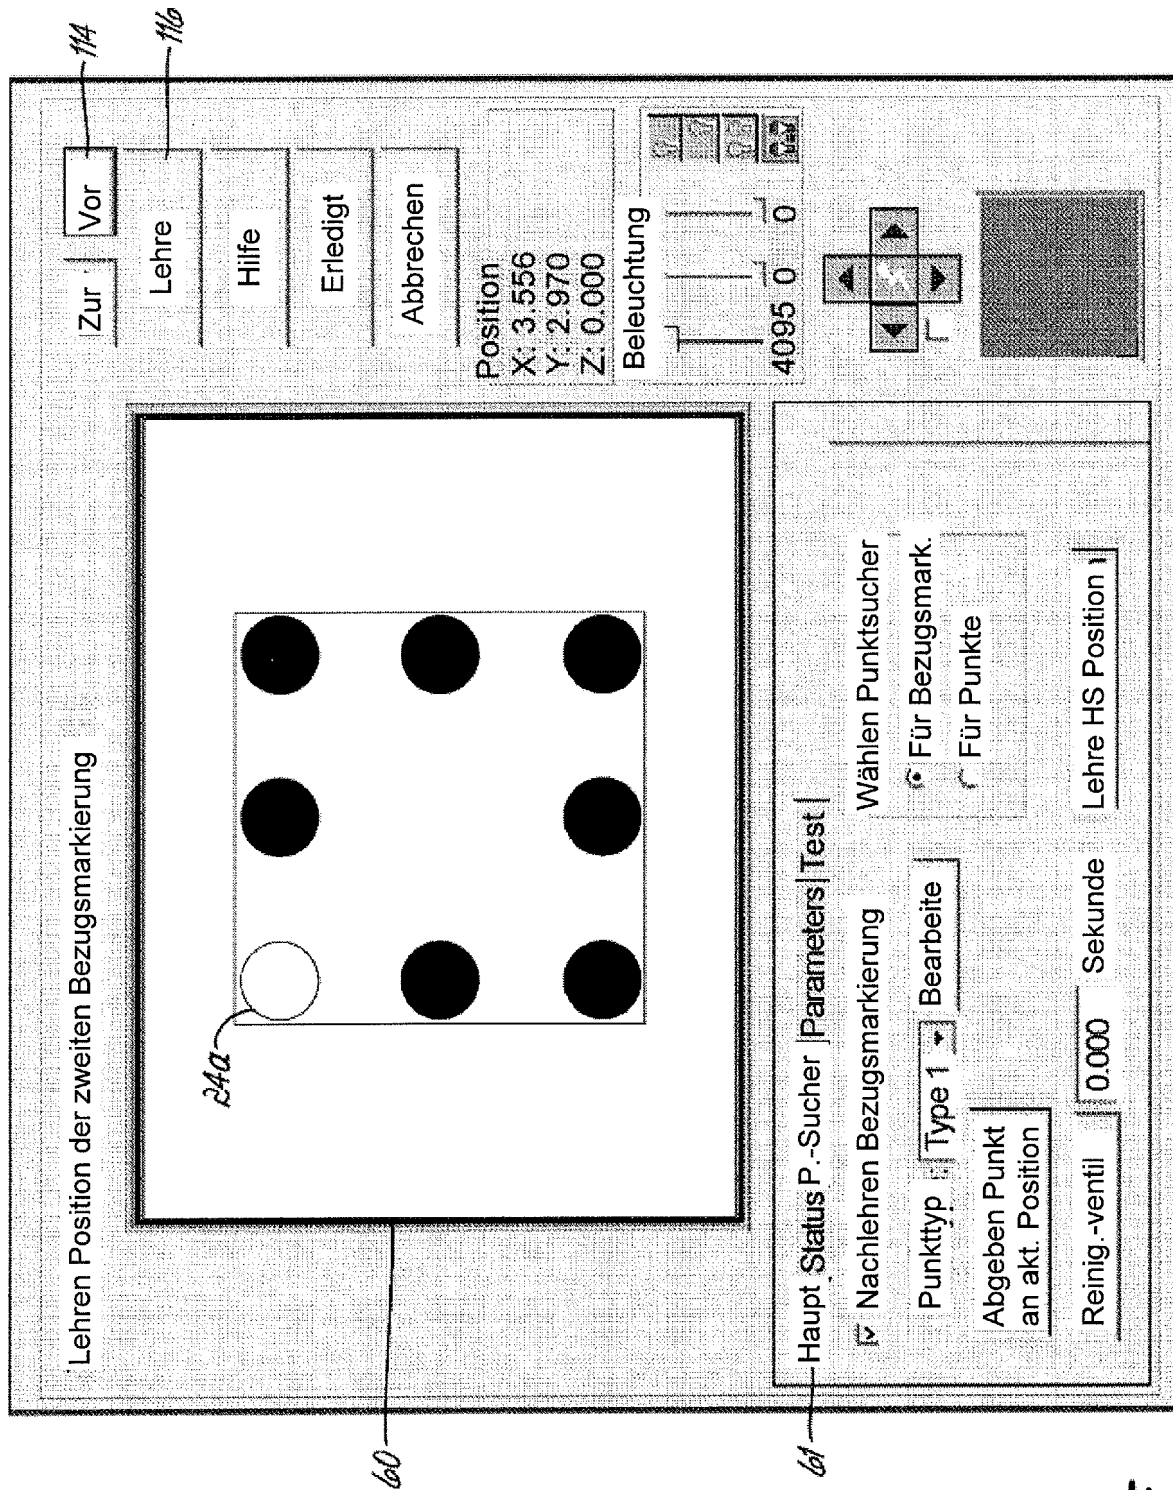 Lehren Position der zweiten Bezugsmarkierung
Zur Vor
114
Lehre
116
Hilfe
Erledigt
Abbrechen
24a
60
Position
X: 3.556
Y: 2.970
Z: 0.000
Beleuchtung
4095 0 0
61
Haupt Status P.-Sucher Parameters Test
Nachlehren Bezugsmarkierung
Punkttyp Type 1 Bearbeite
Abgeben Punkt
an akt. Position
Reinig.-ventil 0.000 Sekunde
Wählen Punktsucher
Für Bezugsmark.
Für Punkte
Lehre HS Position